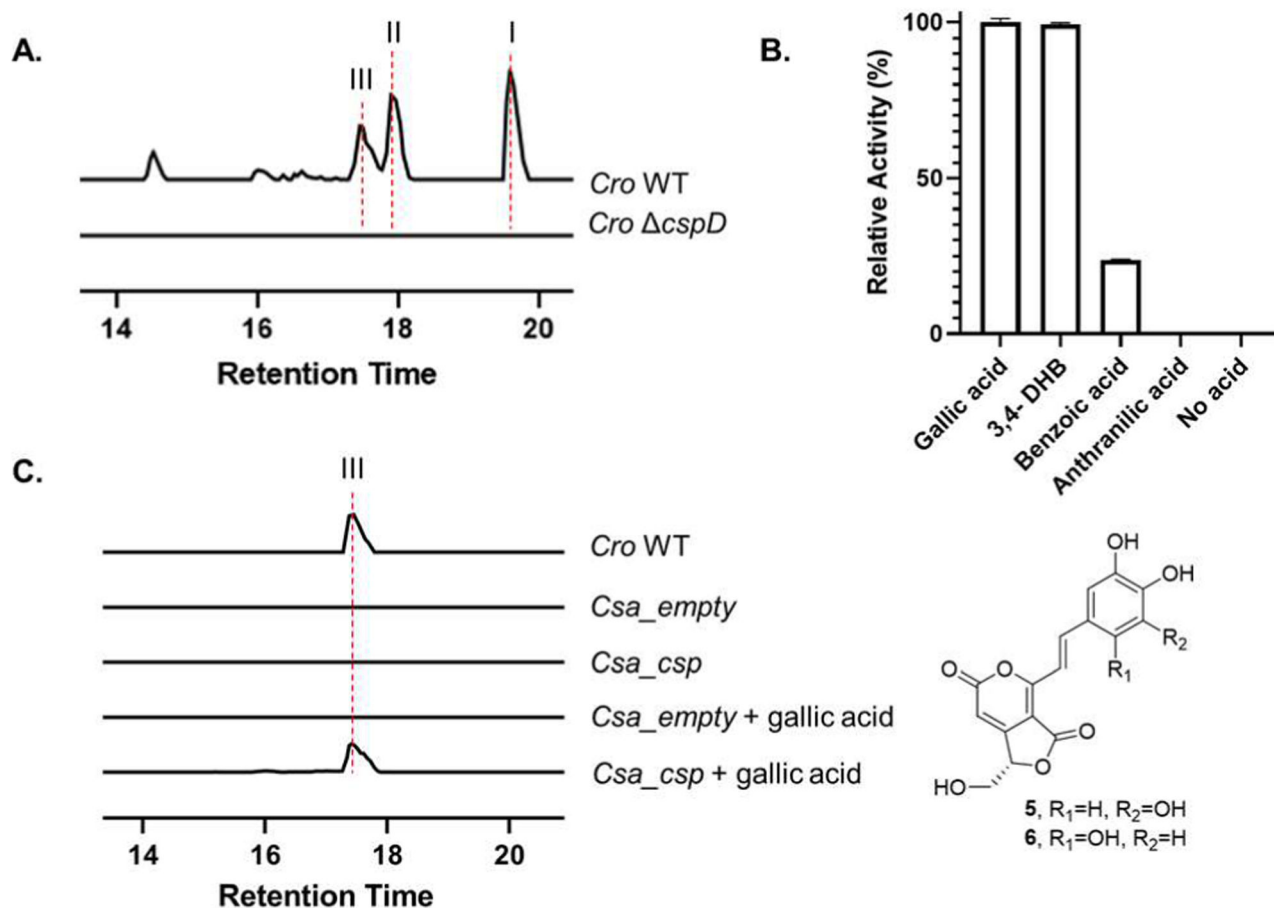 A.
III
II
I
Cro WT
Cro ΔcspD
14
16
18
20
Retention Time
B.
Relative Activity (%)
100
50
0
Gallic acid
3,4- DHB
Benzoic acid
Anthranilic acid
No acid
C.
III
Cro WT
Csa_empty
Csa_csp
Csa_empty + gallic acid
Csa_csp + gallic acid
14
16
18
20
Retention Time
OH
OH
R2
R1
O
O
O
O
HO
5, R1=H, R2=OH
6, R1=OH, R2=H